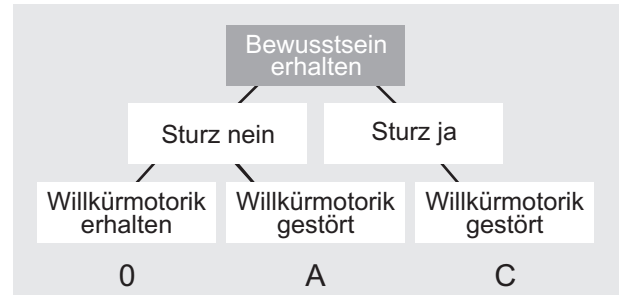 Bewusstsein
erhalten
Sturz nein
Sturz ja
Willkürmotorik
erhalten
Willkürmotorik
gestört
Willkürmotorik
gestört
0
A
C